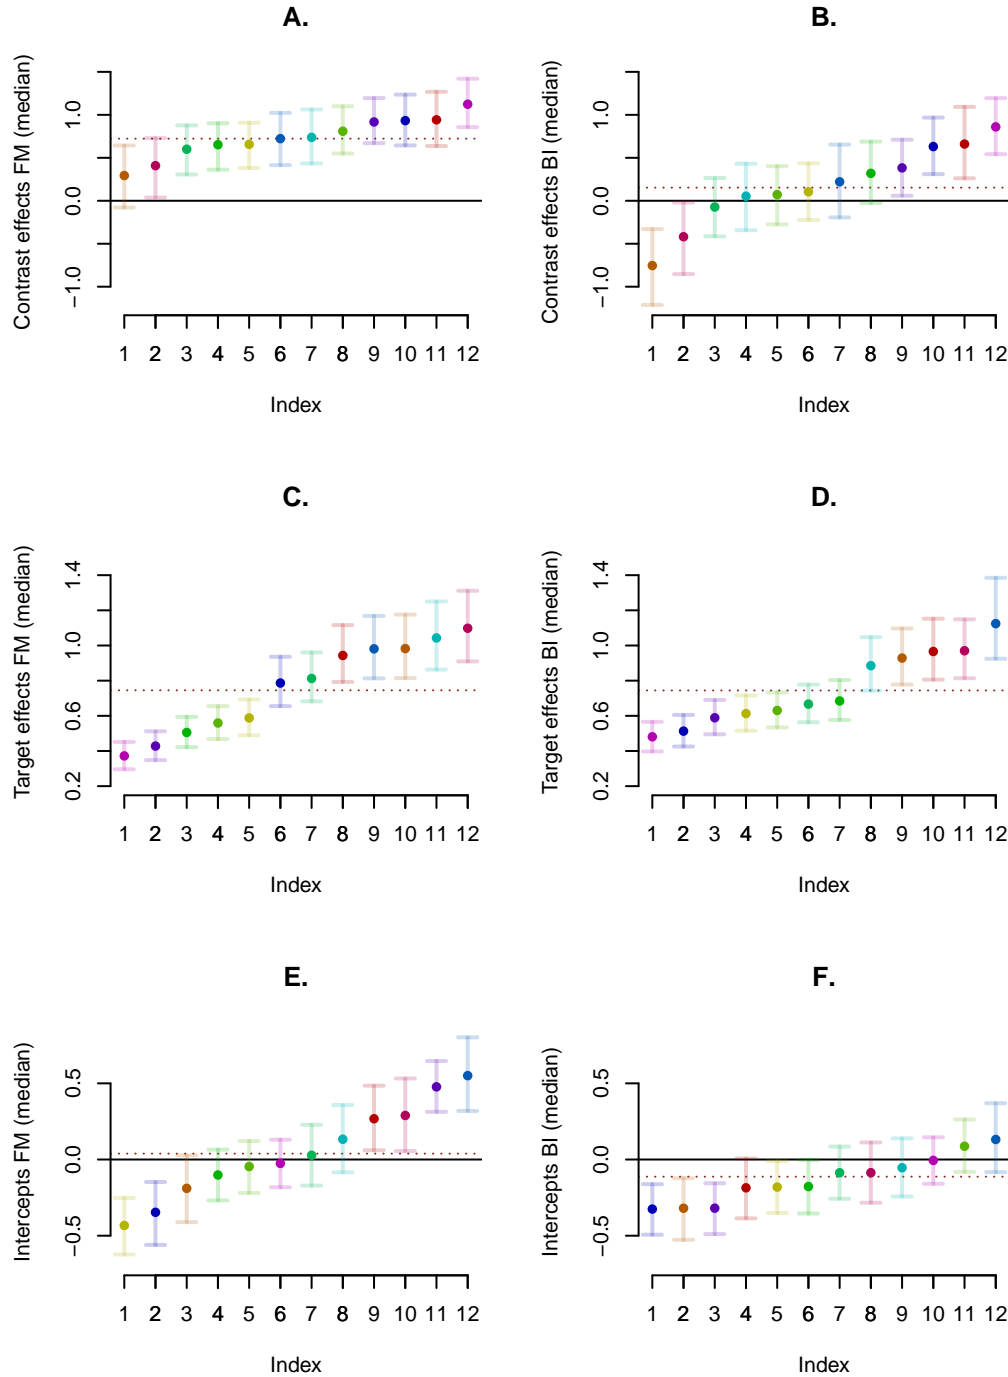 A.
Contrast effects FM (median)
1.0
0.0
−1.0
1 2 3 4 5 6 7 8 9 10 11 12
Index
B.
Contrast effects BI (median)
1.0
0.0
−1.0
1 2 3 4 5 6 7 8 9 10 11 12
Index
C.
Target effects FM (median)
1.4
1.0
0.6
0.2
1 2 3 4 5 6 7 8 9 10 11 12
Index
D.
Target effects BI (median)
1.4
1.0
0.6
0.2
1 2 3 4 5 6 7 8 9 10 11 12
Index
E.
Intercepts FM (median)
0.5
0.0
−0.5
1 2 3 4 5 6 7 8 9 10 11 12
Index
F.
Intercepts BI (median)
0.5
0.0
−0.5
1 2 3 4 5 6 7 8 9 10 11 12
Index